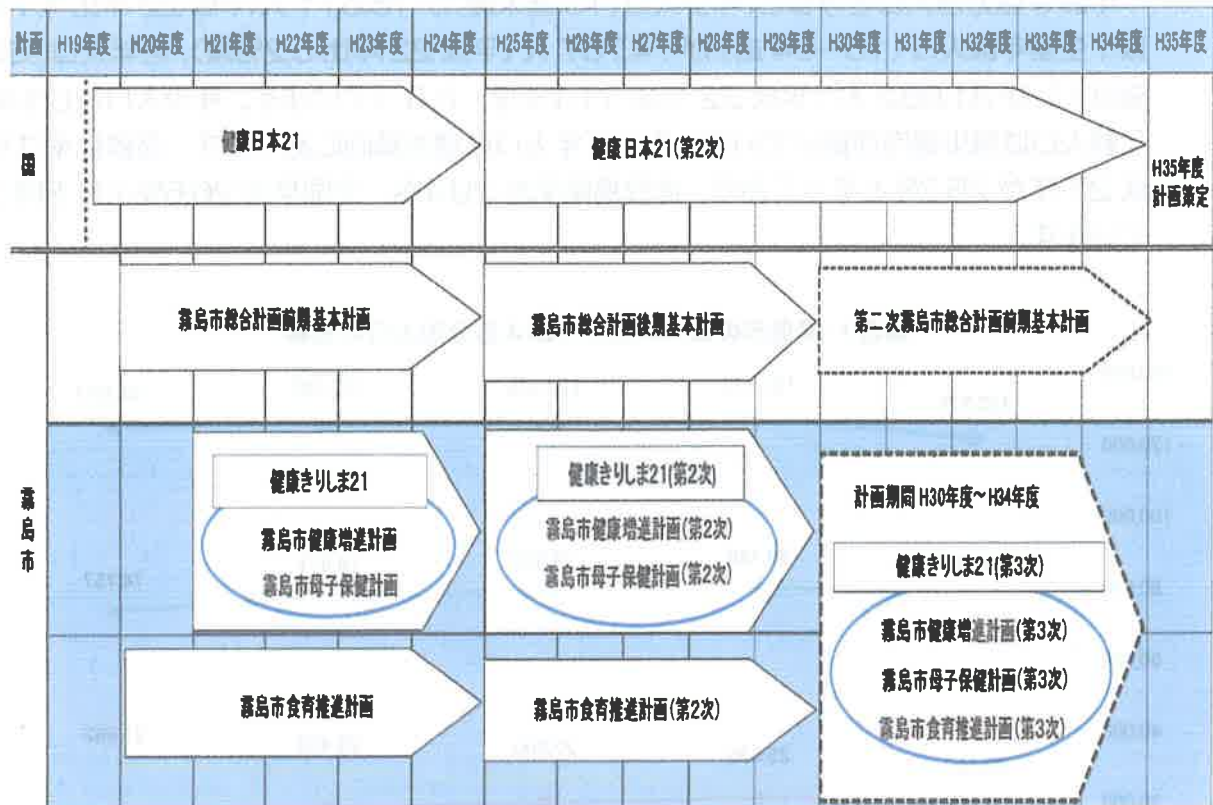 計画 H19年度 H20年度 H21年度 H22年度 H23年度 H24年度 H25年度 H26年度 H27年度 H28年度 H29年度 H30年度 H31年度 H32年度 H33年度 H34年度 H35年度
国
健康日本21
健康日本21(第2次)
H35年度
計画策定
霧島市
霧島市総合計画前期基本計画
霧島市総合計画後期基本計画
第二次霧島市総合計画前期基本計画
健康きりしま21
霧島市健康増進計画
霧島市母子保健計画
健康きりしま21(第2次)
霧島市健康増進計画(第2次)
霧島市母子保健計画(第2次)
霧島市食育推進計画
霧島市食育推進計画(第2次)
計画期間 H30年度～H34年度
健康きりしま21(第3次)
霧島市健康増進計画(第3次)
霧島市母子保健計画(第3次)
霧島市食育推進計画(第3次)